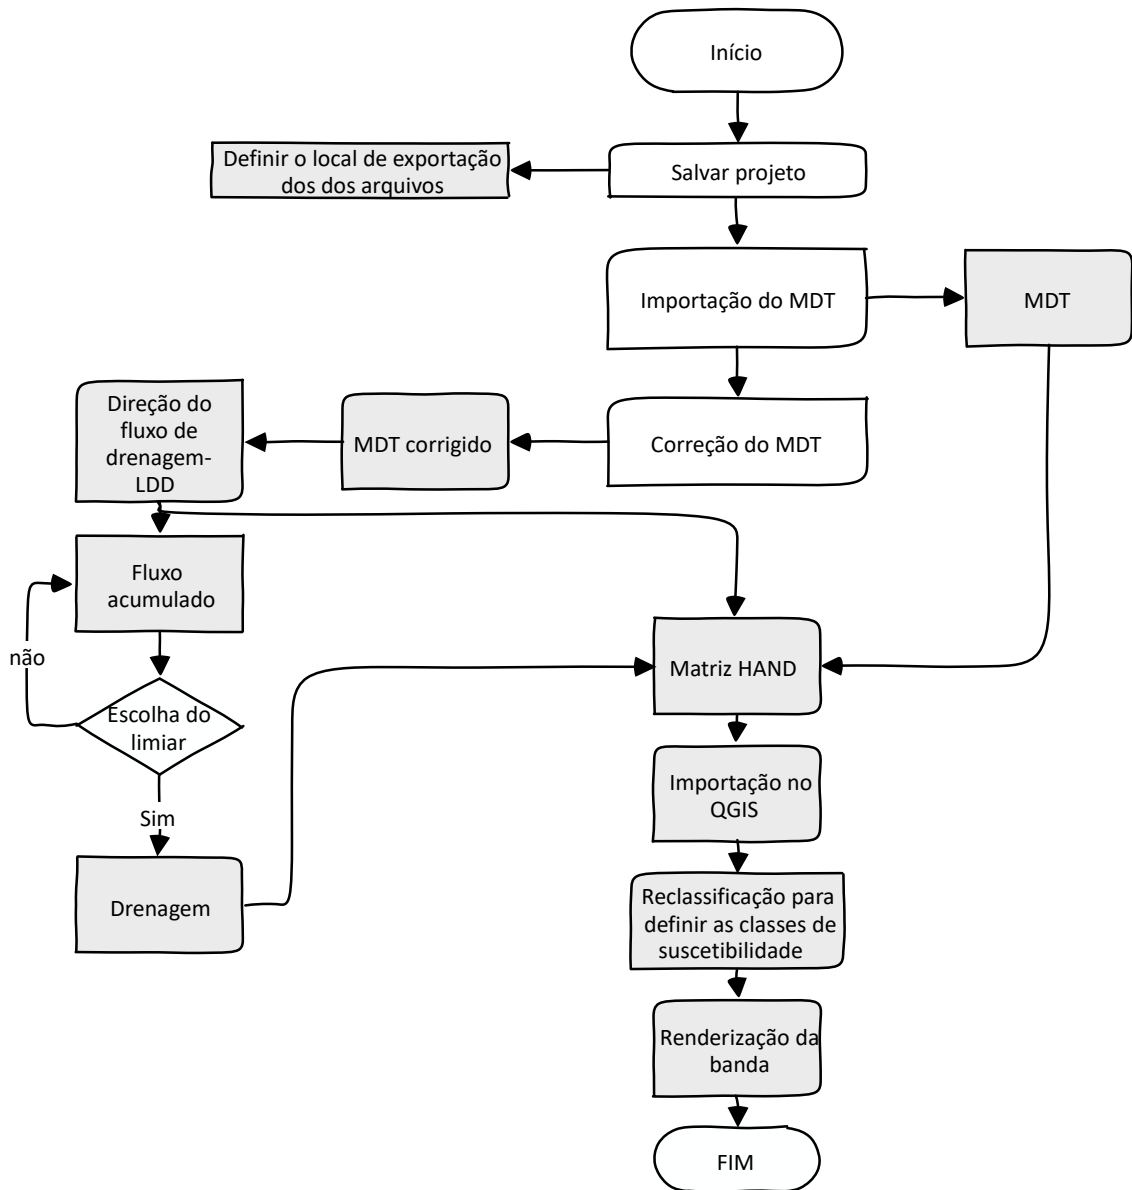 Início
Definir o local de exportação
dos dos arquivos
Salvar projeto
Importação do MDT
MDT
Direção do
fluxo de
drenagem-
LDD
MDT corrigido
Correção do MDT
Fluxo
acumulado
não
Escolha do
limiar
Sim
Drenagem
Matriz HAND
Importação no
QGIS
Reclassificação para
definir as classes de
suscetibilidade
Renderização da
banda
FIM